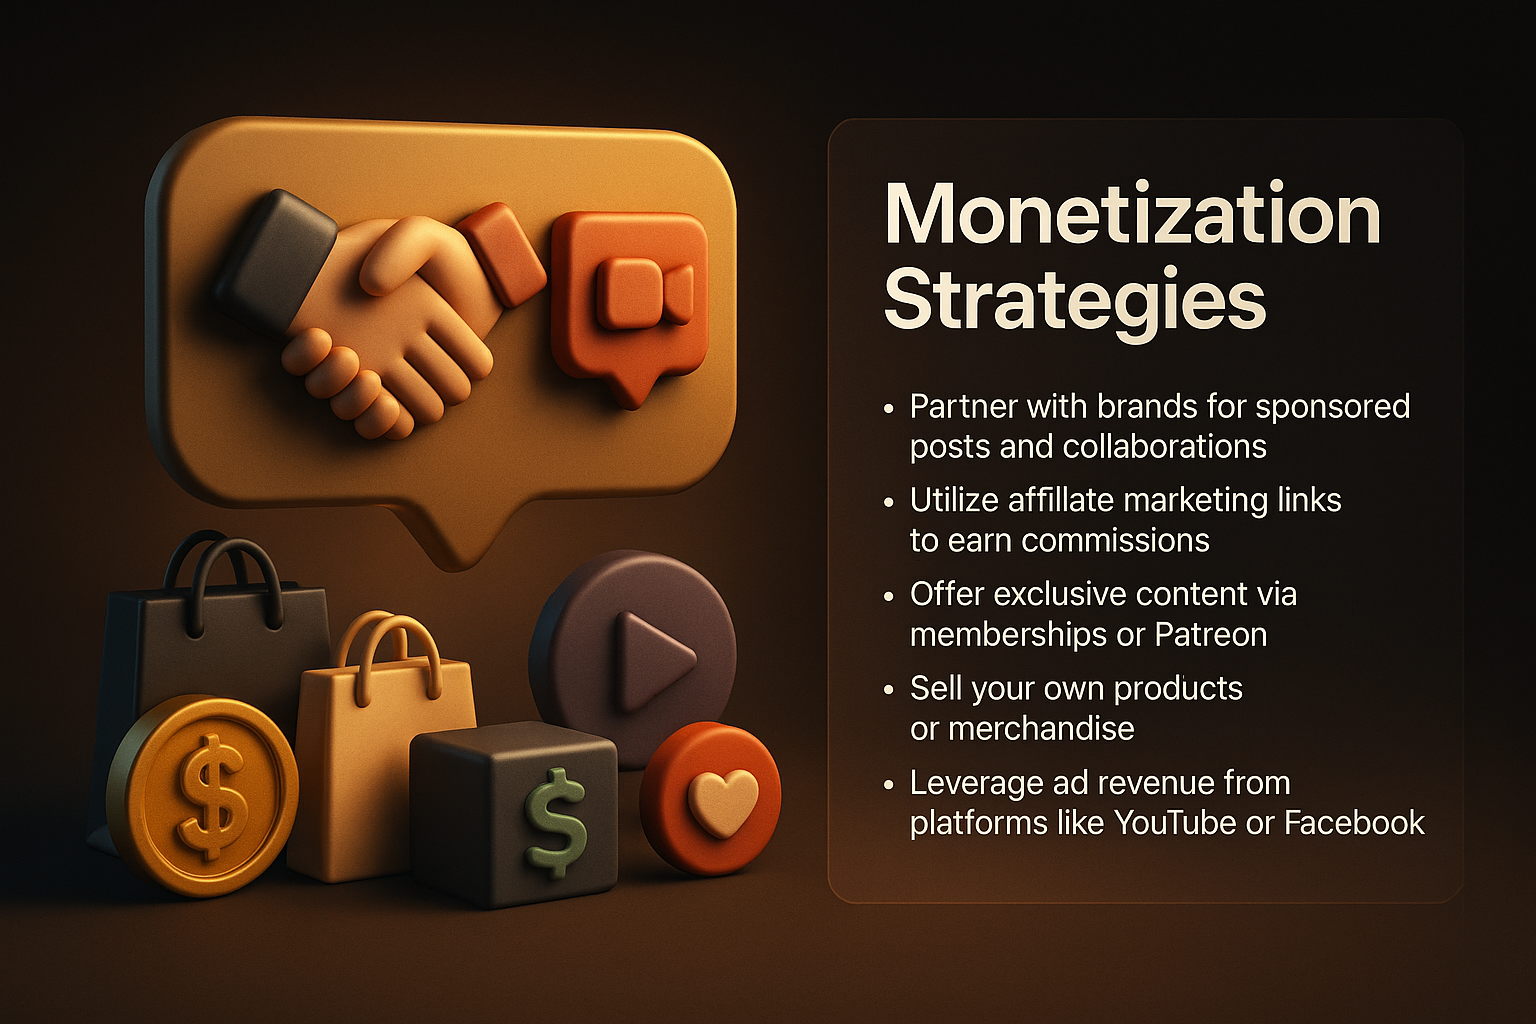 Monetization
Strategies
• Partner with brands for sponsored
posts and collaborations
• Utilize affillate marketing links
to earn commissions
• Offer exclusive content via
memberships or Patreon
• Sell your own products
or merchandise
• Leverage ad revenue from
platforms like YouTube or Facebook
$
$